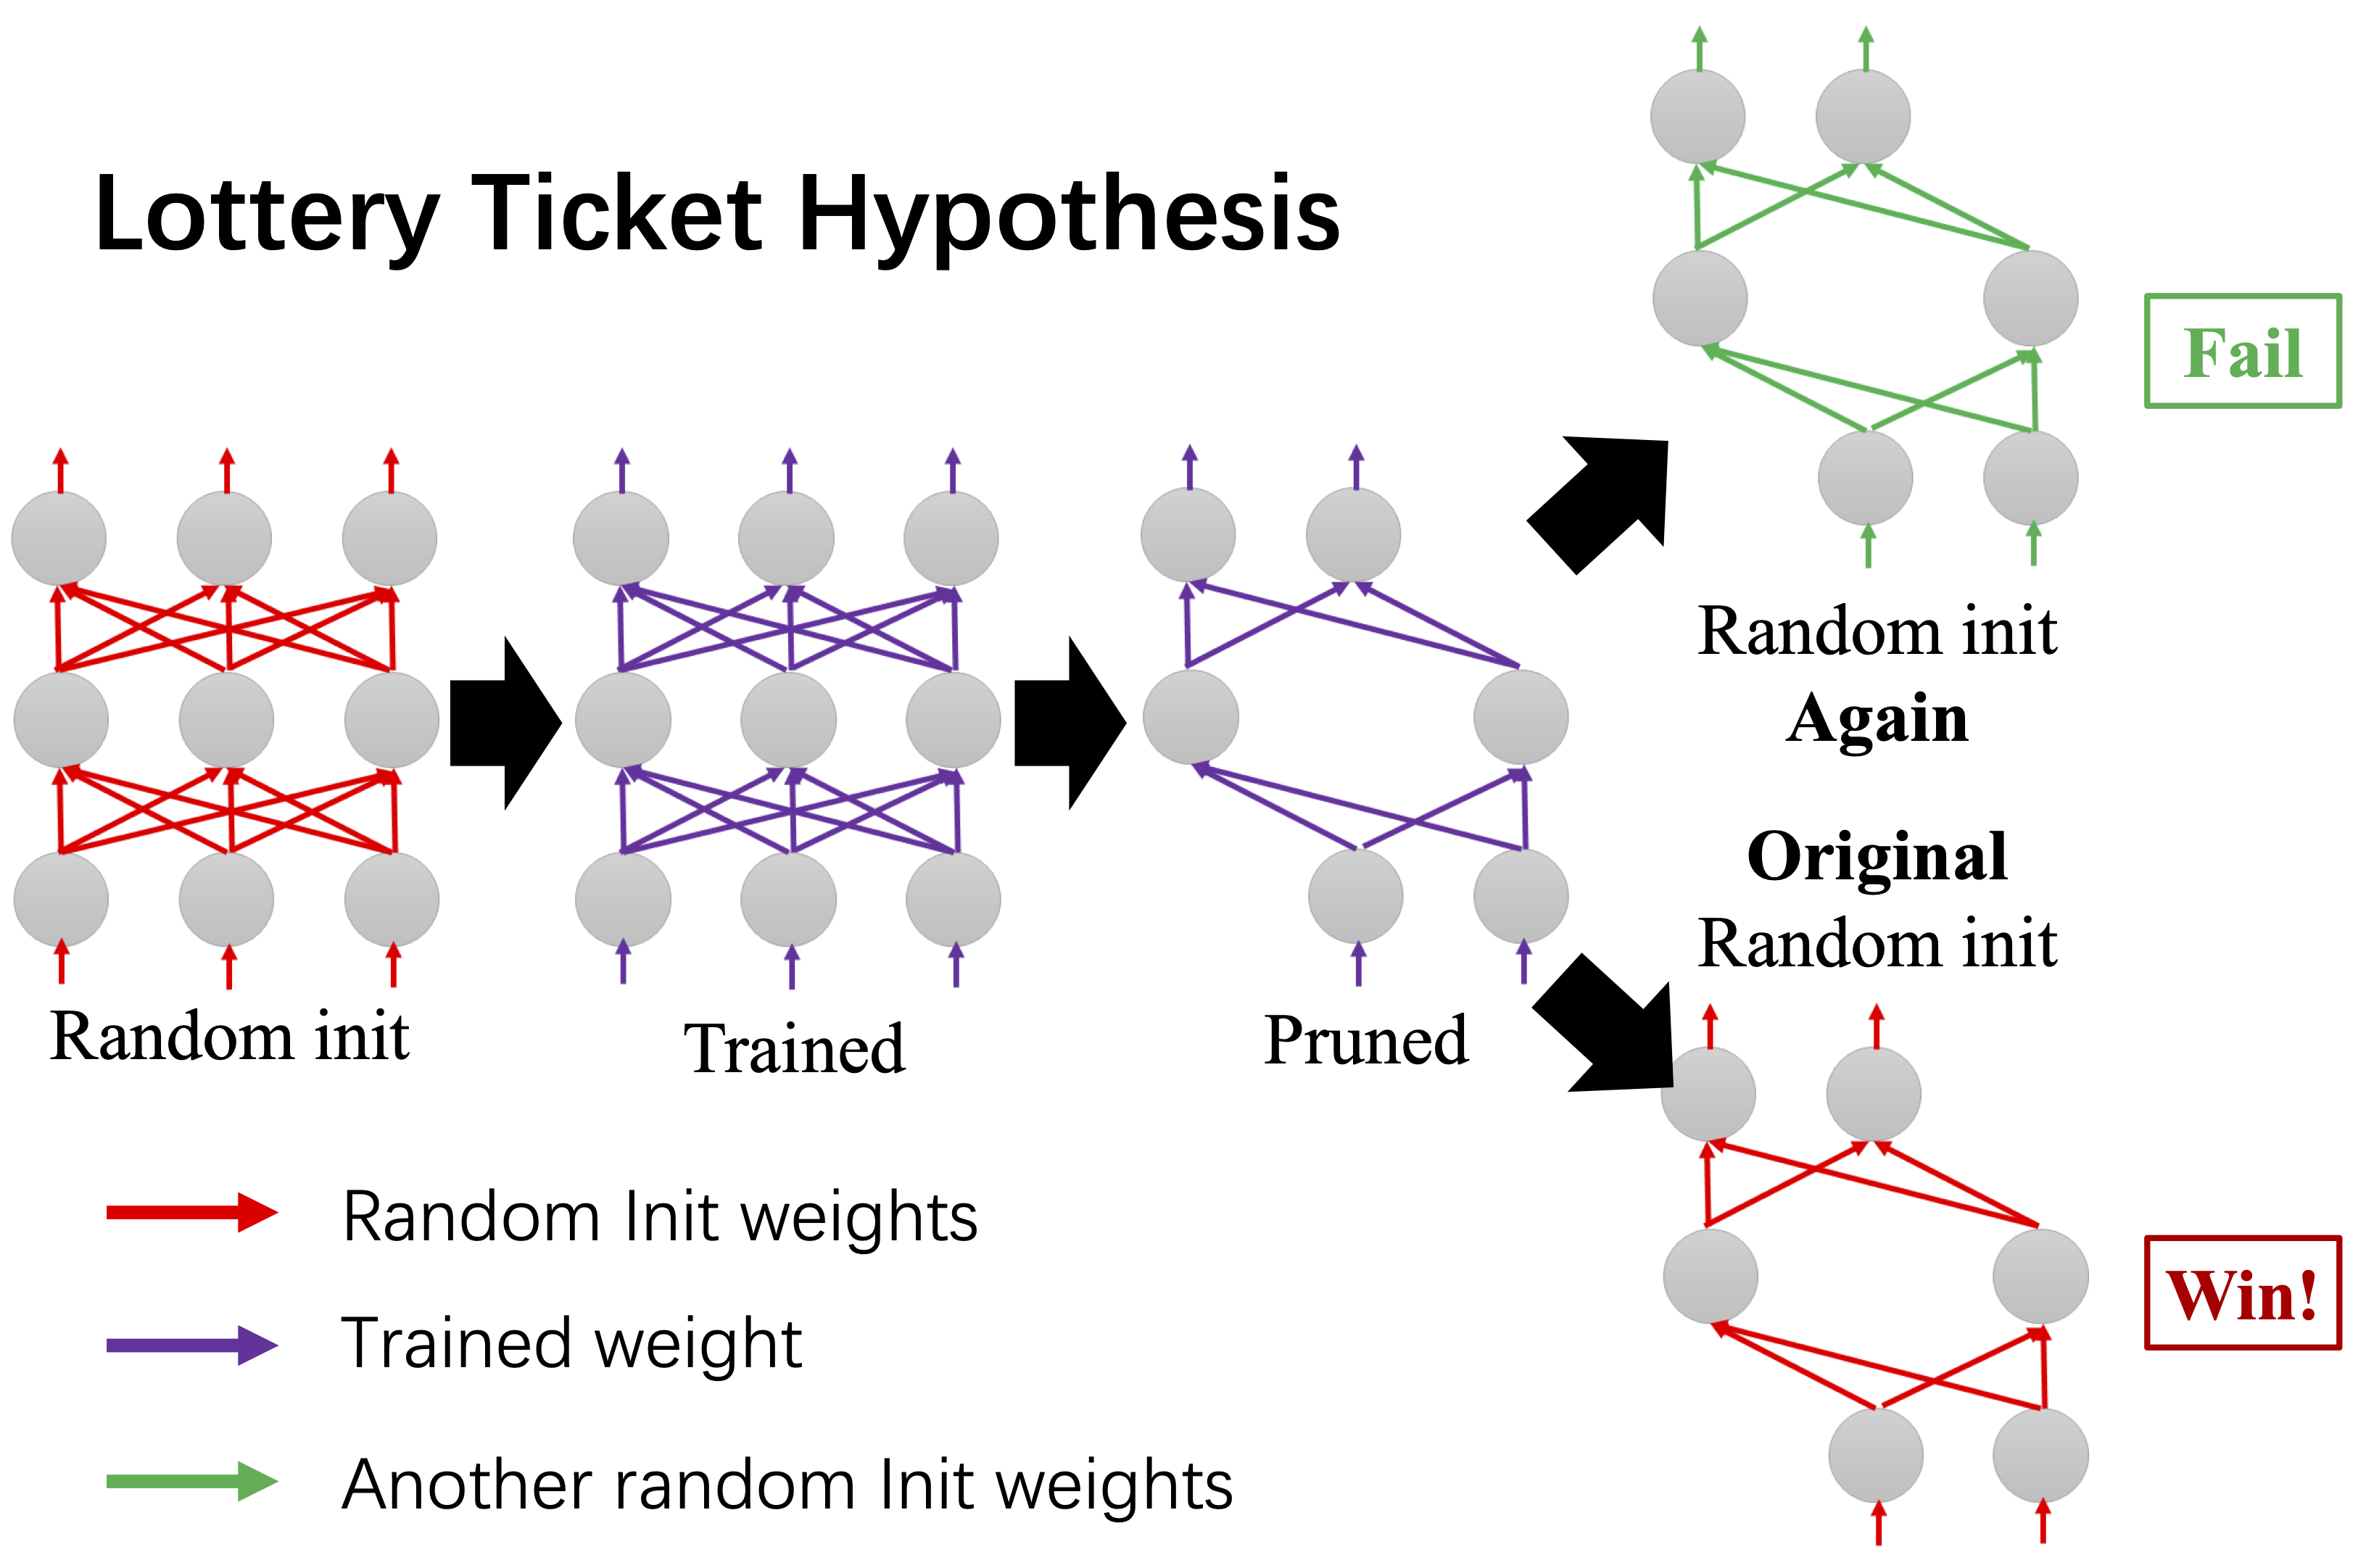 Lottery Ticket Hypothesis
Fail
Random init
Again
Original
Random init
Random init
Trained
Pruned
Win!
Random Init weights
Trained weight
Another random Init weights